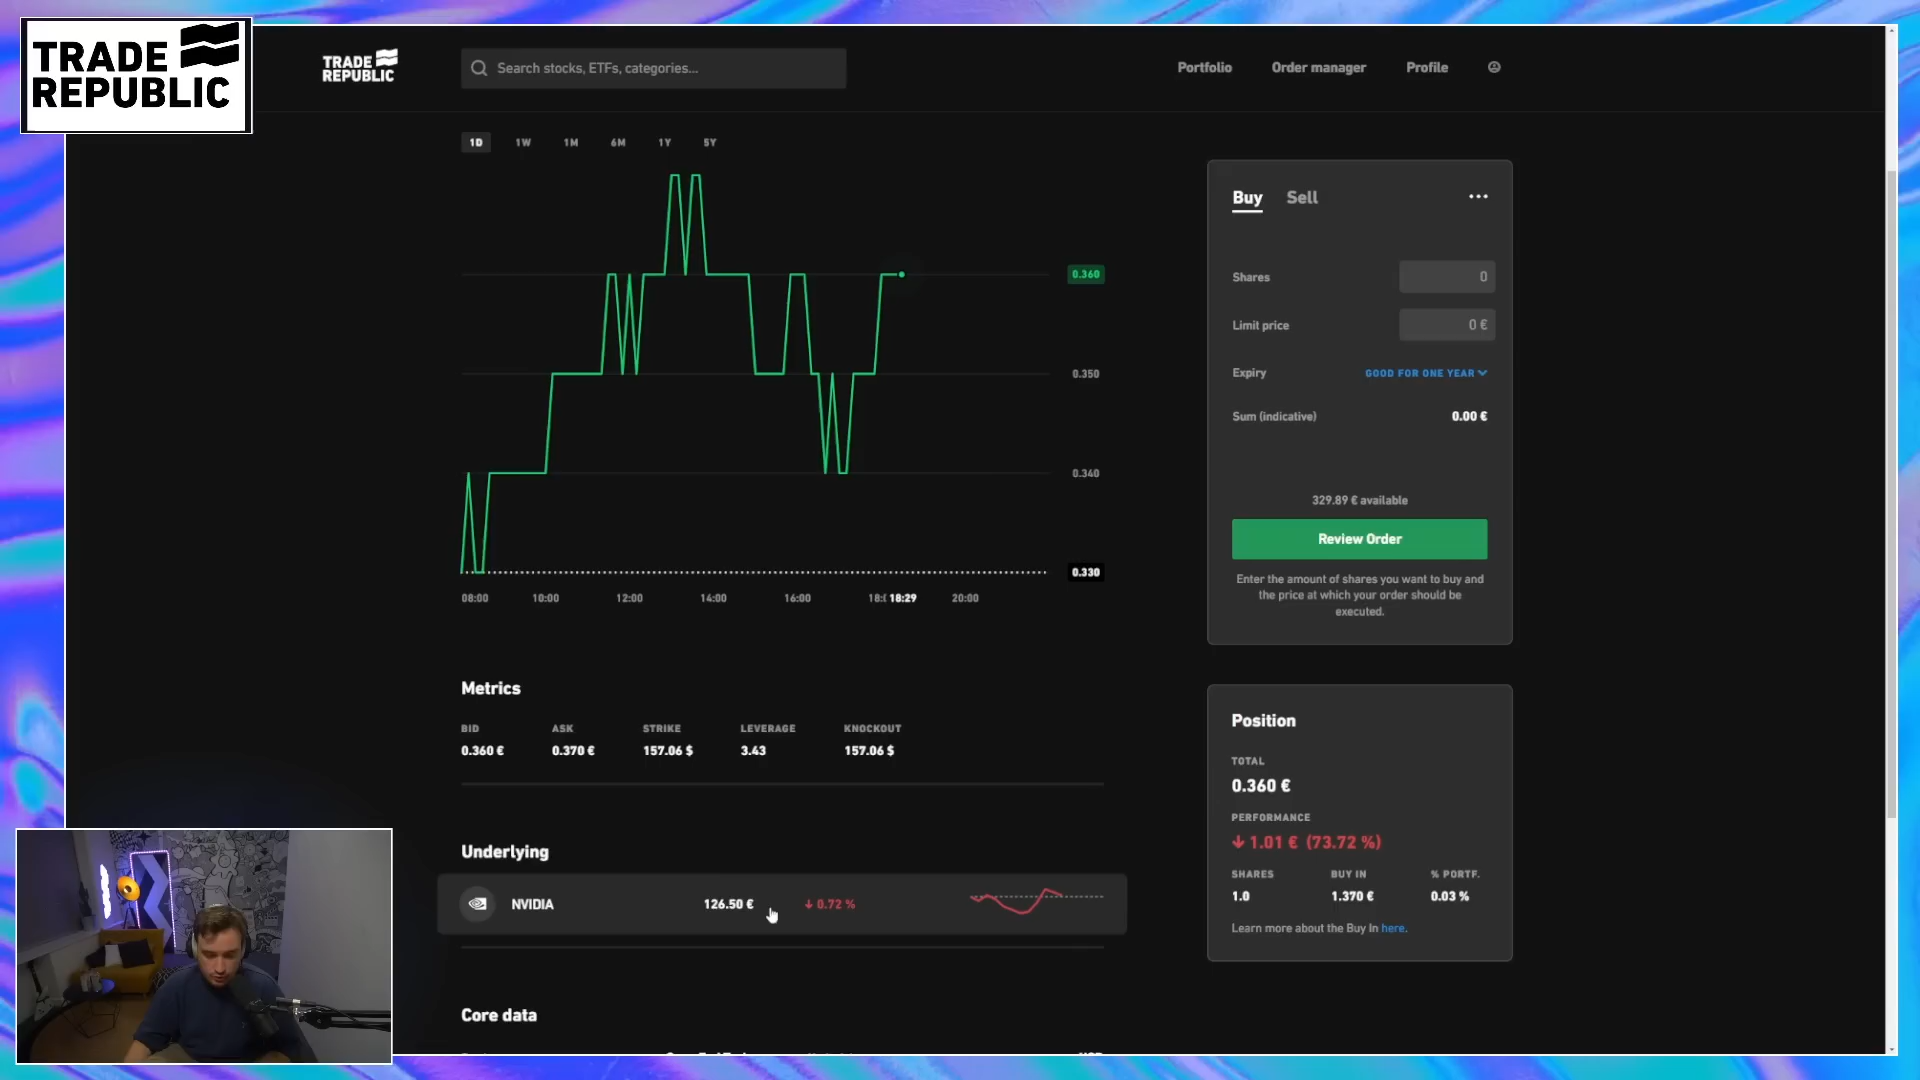 TRADE
REPUBLIC
TRADE
REPUBLIC
Search stocks, ETFs, categories...
Portfolio
Order manager
Profile
1D 1W 1M 6M 1Y 5Y
0.360
0.350
0.340
0.330
08:00 10:00 12:00 14:00 16:00 18:29 20:00
Buy Sell
Shares 0
Limit price 0 €
Expiry GOOD FOR ONE YEAR
Sum (indicative) 0.00 €
329.89 € available
Review Order
Enter the amount of shares you want to buy and
the price at which your order should be
executed.
Metrics
BID ASK STRIKE LEVERAGE KNOCKOUT
0.360 € 0.370 € 157.06 $ 3.43 157.06 $
Position
TOTAL
0.360 €
PERFORMANCE
1.01 € (73.72 %)
SHARES BUY IN % PORTF.
1.0 1.370 € 0.03 %
Learn more about the Buy In here.
Underlying
NVIDIA 126.50 € 0.72 %
Core data